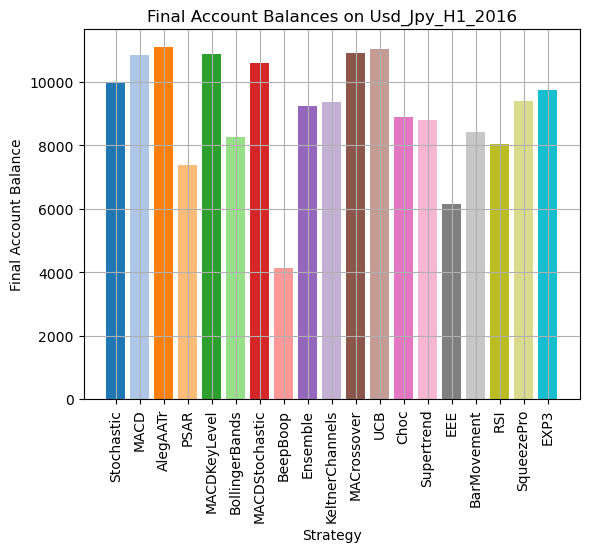 Final Account Balances on Usd_Jpy_H1_2016
Final Account Balance
10000
8000
6000
4000
2000
0
Stochastic
MACD
AlegAATr
PSAR
MACDKeyLevel
BollingerBands
MACDStochastic
BeepBoop
Ensemble
KeltnerChannels
MACrossover
UCB
Choc
Supertrend
EEE
BarMovement
RSI
SqueezePro
EXP3
Strategy